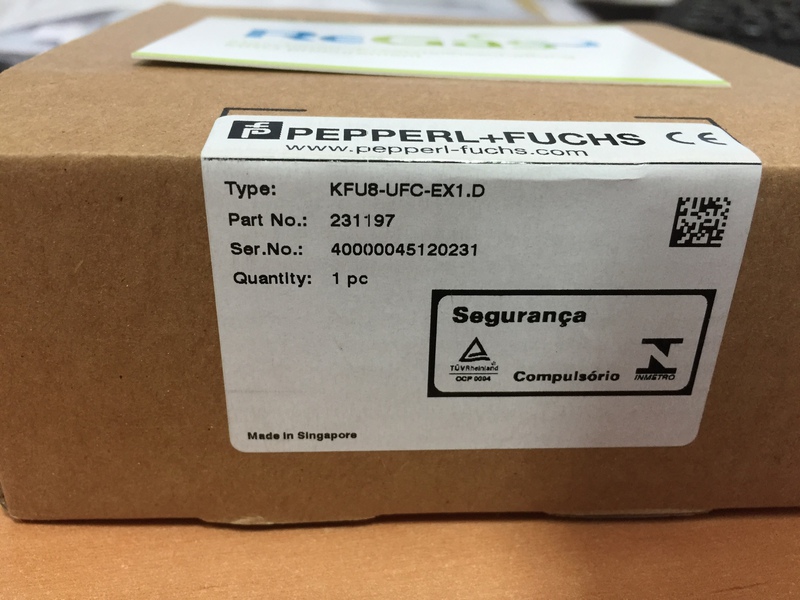 PEPPERL+FUCHS CE
www.pepperl-fuchs.com
Type: KFU8-UFC-EX1.D
Part No.: 231197
Ser.No.: 40000045120231
Quantity: 1 pc
Segurança
TÜVRheinland
OCP 0004
Compulsório
INMETRO
Made in Singapore